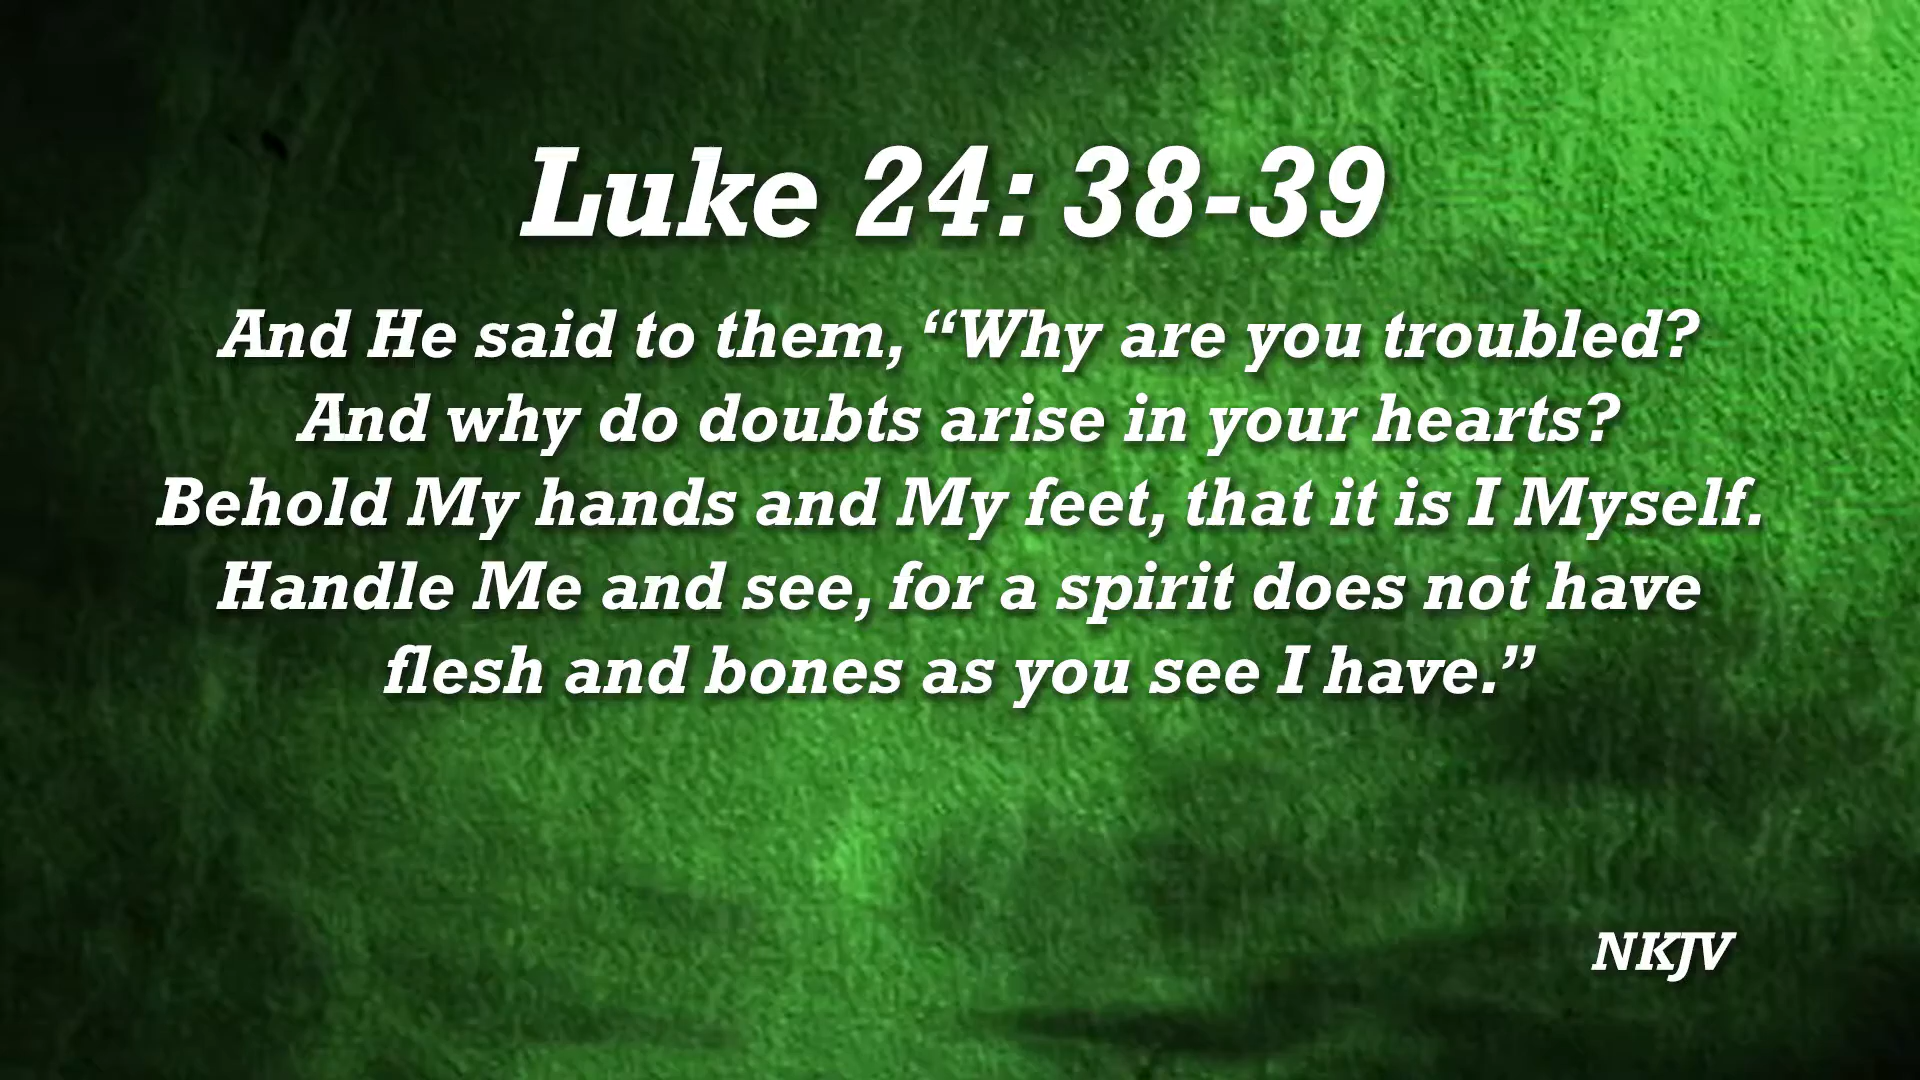 Luke 24: 38-39
And He said to them, “Why are you troubled?
And why do doubts arise in your hearts?
Behold My hands and My feet, that it is I Myself.
Handle Me and see, for a spirit does not have
flesh and bones as you see I have.”
NKJV